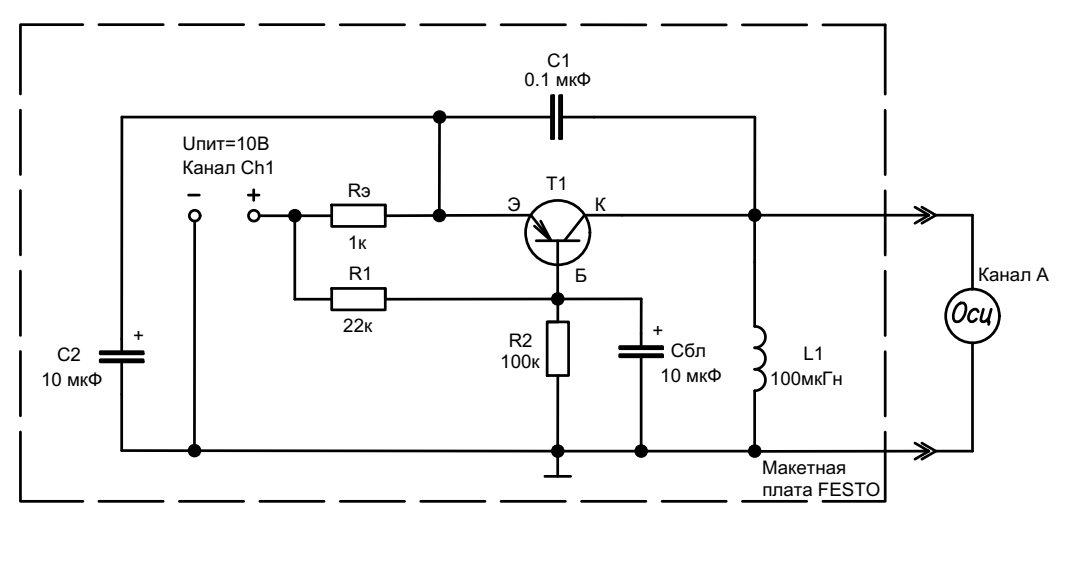 C1
0.1 мкФ
Uпит=10В
Канал Ch1
−
+
Rэ
1к
T1
Э
К
Б
R1
22к
Канал А
Осц
+
C2
10 мкФ
R2
100к
+
Сбл
10 мкФ
L1
100мкГн
Макетная
плата FESTO